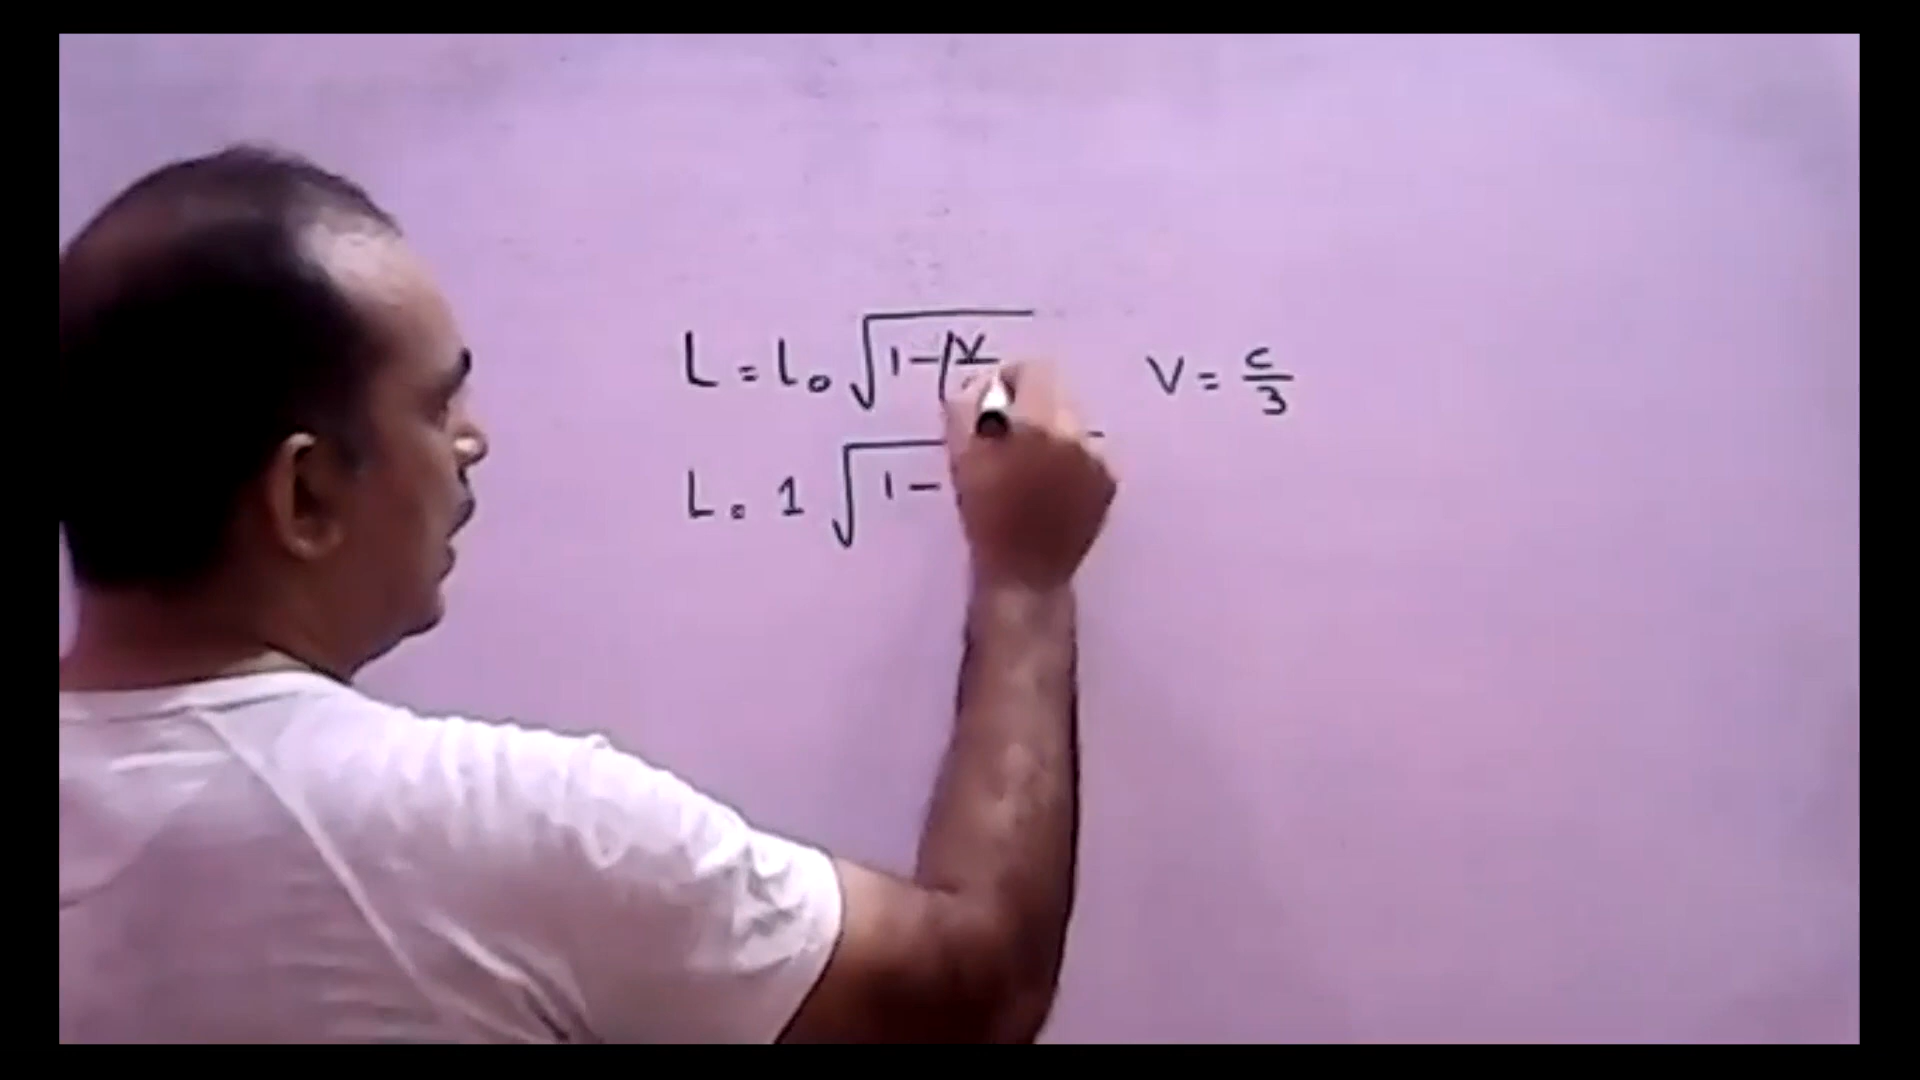 L = L₀ √1-(v/ v = c/3
L = 1 √1-